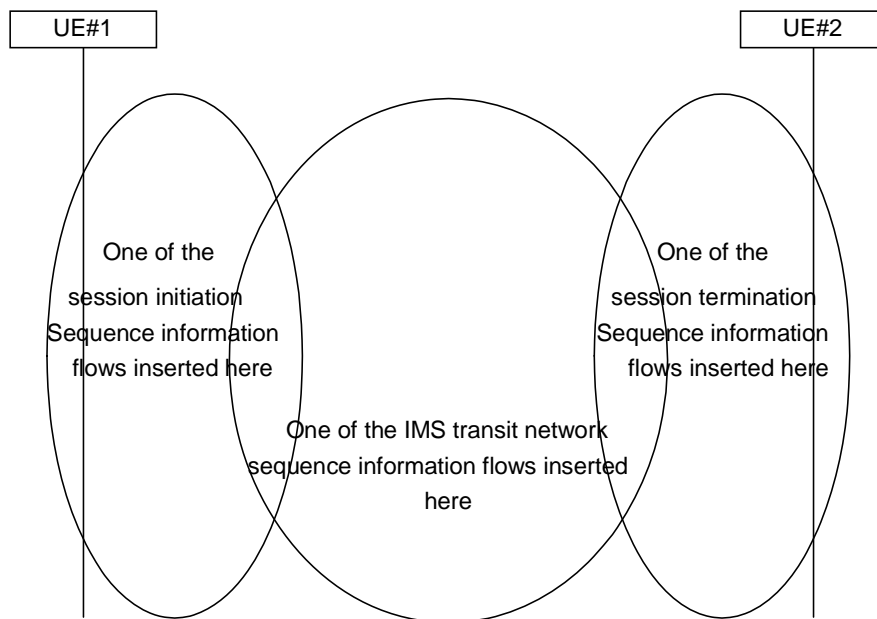 UE#1
UE#2
One of the
session initiation
Sequence information
flows inserted here
One of the
session termination
Sequence information
flows inserted here
One of the IMS transit network
sequence information flows inserted
here